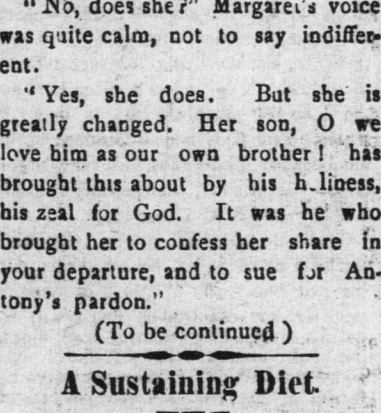 "No, does she?" Margaret's voice
was quite calm, not to say indiffer-
ent.
"Yes, she does. But she is
greatly changed. Her son, O we
love him as our own brother! has
brought this about by his holiness,
his zeal for God. It was he who
brought her to confess her share in
your departure, and to sue for An-
tony's pardon."
(To be continued)
A Sustaining Diet.